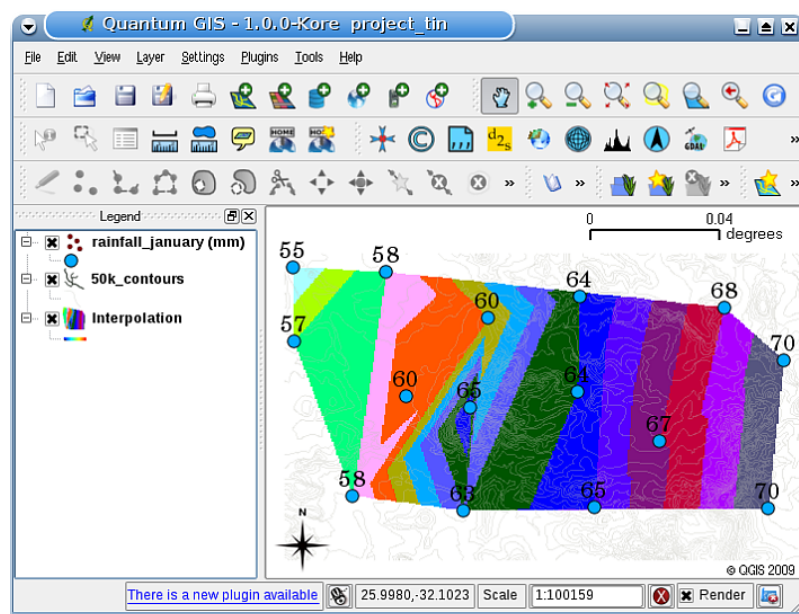 Quantum GIS - 1.0.0-Kore project_tin
File Edit View Layer Settings Plugins Tools Help
HOME HOME d2s GDAL »
» » »
Legend
rainfall_january (mm)
50k_contours
Interpolation
0 0.04
degrees
55
58
64
68
57
60
70
60
65
64
67
58
63
65
70
N
© QGIS 2009
There is a new plugin available 25.9980,-32.1023 Scale 1:100159 Render